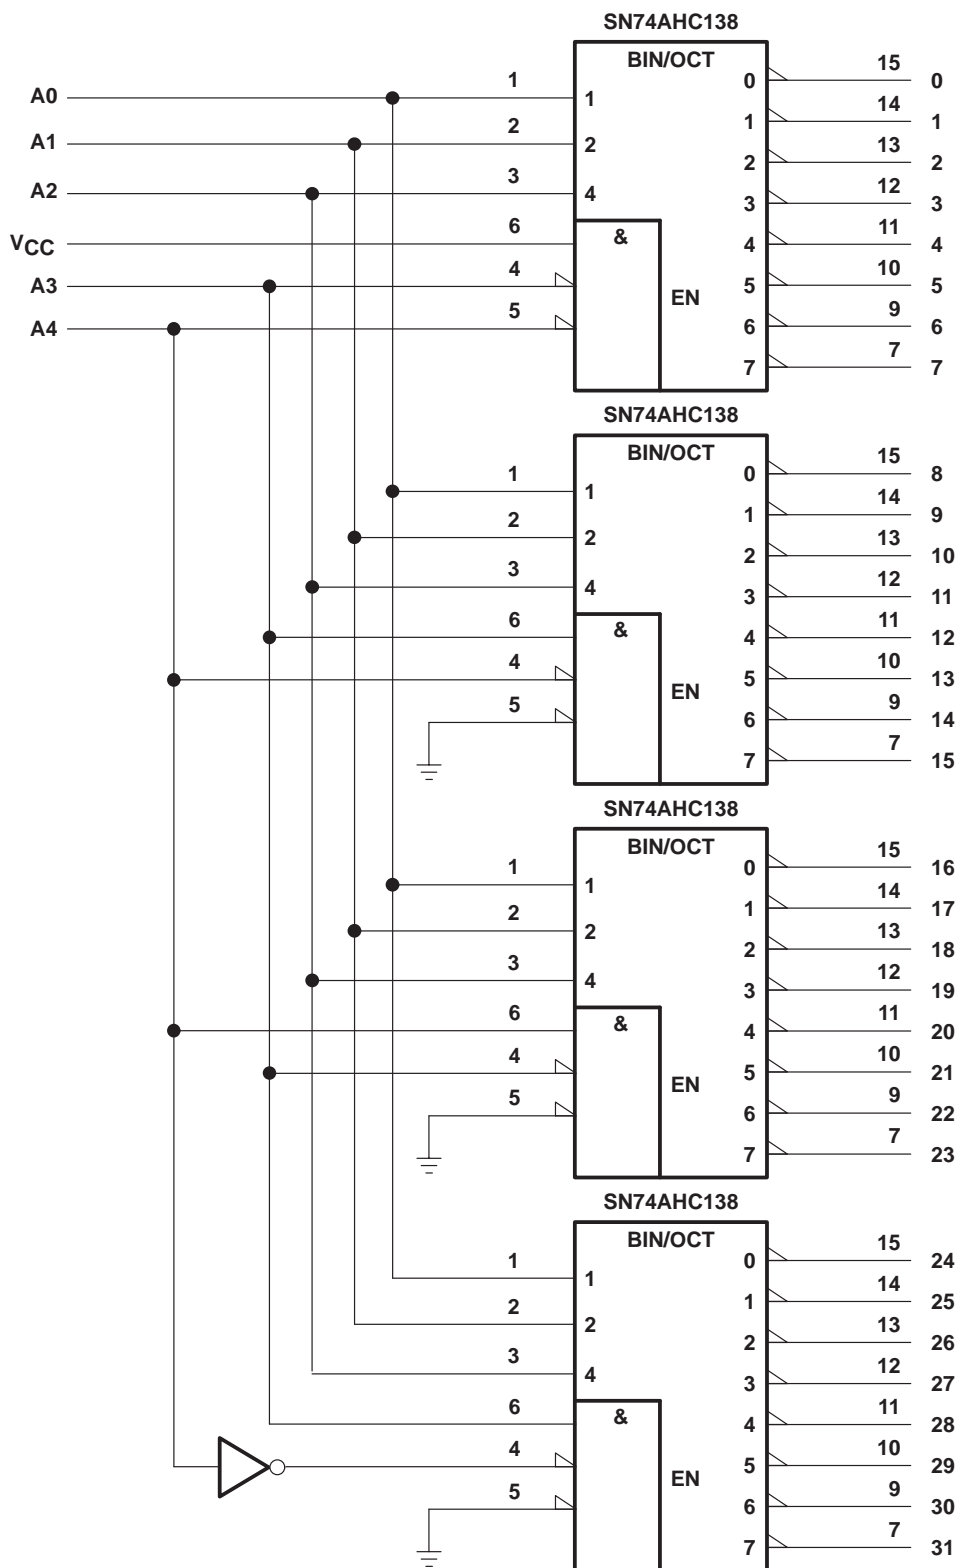 SN74AHC138
BIN/OCT
A0 1 1 0 15 0
A1 2 2 1 14 1
A2 3 4 2 13 2
3 12 3
VCC 6 & 4 11 4
A3 4 EN 5 10 5
A4 5 6 9 6
7 7 7
SN74AHC138
BIN/OCT
1 1 0 15 8
2 2 1 14 9
3 4 2 13 10
3 12 11
6 & 4 11 12
4 EN 5 10 13
5 6 9 14
7 7 15
SN74AHC138
BIN/OCT
1 1 0 15 16
2 2 1 14 17
3 4 2 13 18
3 12 19
6 & 4 11 20
4 EN 5 10 21
5 6 9 22
7 7 23
SN74AHC138
BIN/OCT
1 1 0 15 24
2 2 1 14 25
3 4 2 13 26
3 12 27
6 & 4 11 28
4 EN 5 10 29
5 6 9 30
7 7 31